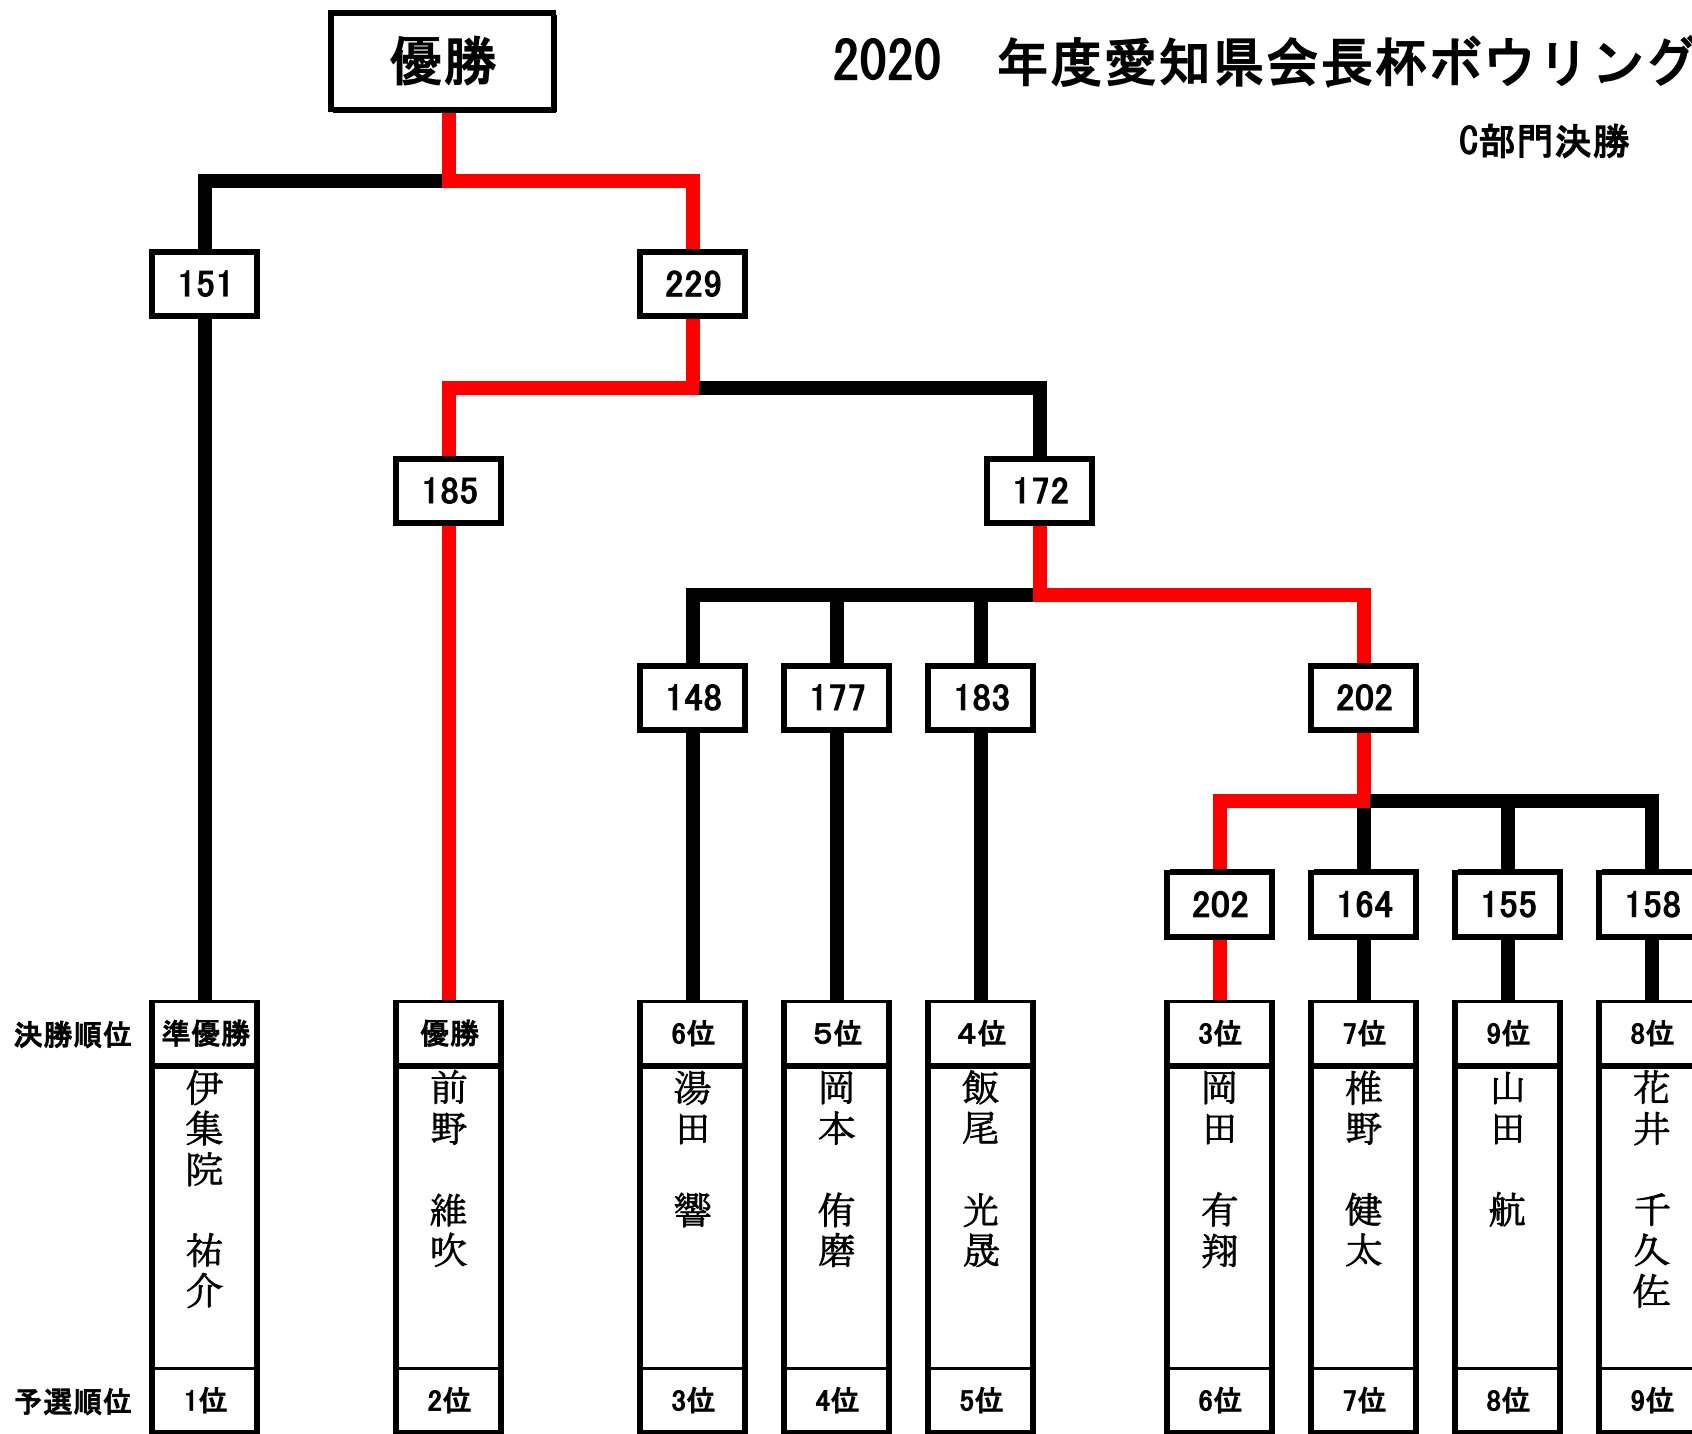 優勝
2020　年度愛知県会長杯ボウリング
C部門決勝
151
229
185
172
148
177
183
202
202
164
155
158
決勝順位 準優勝 優勝 6位 5位 4位 3位 7位 9位 8位
伊集院　祐介
前野　維吹
湯田　響
岡本　侑磨
飯尾　光晟
岡田　有翔
椎野　健太
山田　航
花井　千久佐
予選順位 1位 2位 3位 4位 5位 6位 7位 8位 9位